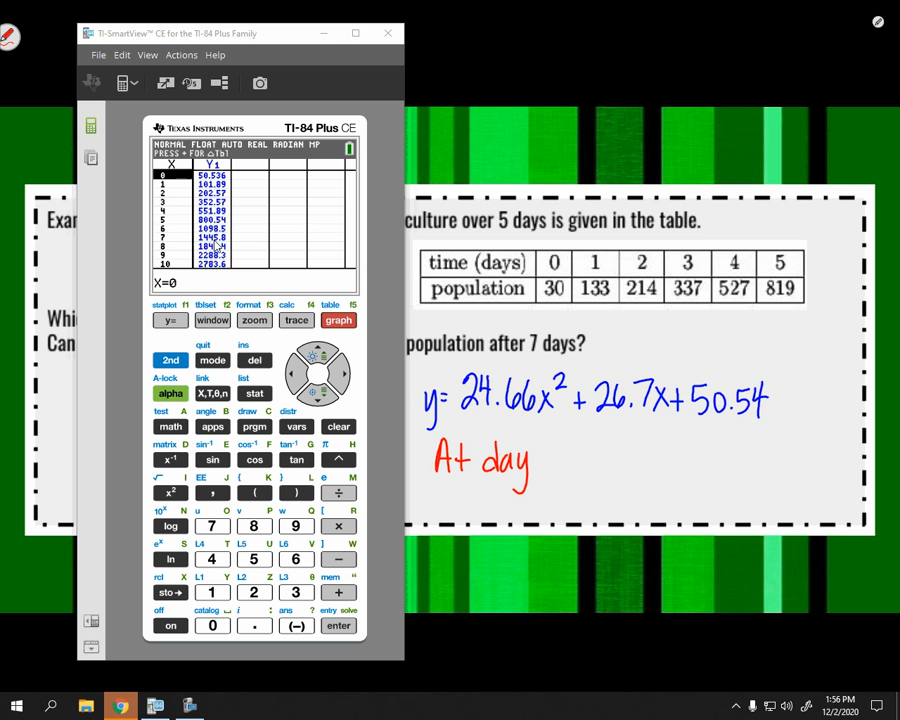 TI-SmartView™ CE for the TI-84 Plus Family
File Edit View Actions Help
TEXAS INSTRUMENTS TI-84 Plus CE
NORMAL FLOAT AUTO REAL RADIAN MP
PRESS + FOR △Tbl
X Y1
0 50.536
1 101.89
2 202.57
3 352.57
4 551.89
5 800.54
6 1098.5
7 1445.8
8
9 2288.3
10 2783.6
X=0
statplot f1 tblset f2 format f3 calc f4 table f5
y= window zoom trace graph
quit ins
2nd mode del
A-lock link list
alpha X,T,θ,n stat
test A angle B draw C distr
math apps prgm vars clear
matrix D sin⁻¹ E cos⁻¹ F tan⁻¹ G π H
x⁻¹ sin cos tan ^
√ I EE J { K } L e M
x² , ( ) ÷
10ˣ N u O v P w Q [ R
log 7 8 9 ×
eˣ S L4 T L5 U L6 V ] W
ln 4 5 6 −
rcl X L1 Y L2 Z L3 θ mem "
sto→ 1 2 3 +
off catalog ␣ i : ans ? entry solve
on 0 . (−) enter
Exam
culture over 5 days is given in the table.
time (days) 0 1 2 3 4 5
population 30 133 214 337 527 819
Whi
Can
population after 7 days?
y= 24.66x² + 26.7x + 50.54
At day
1:56 PM
12/2/2020